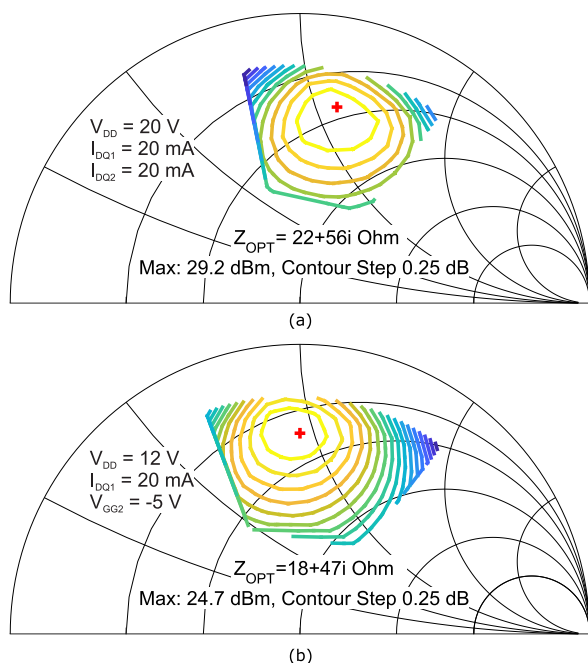 V_DD = 20 V
I_DQ1 = 20 mA
I_DQ2 = 20 mA
Z_OPT= 22+56i Ohm
Max: 29.2 dBm, Contour Step 0.25 dB
(a)
V_DD = 12 V
I_DQ1 = 20 mA
V_GG2 = -5 V
Z_OPT=18+47i Ohm
Max: 24.7 dBm, Contour Step 0.25 dB
(b)